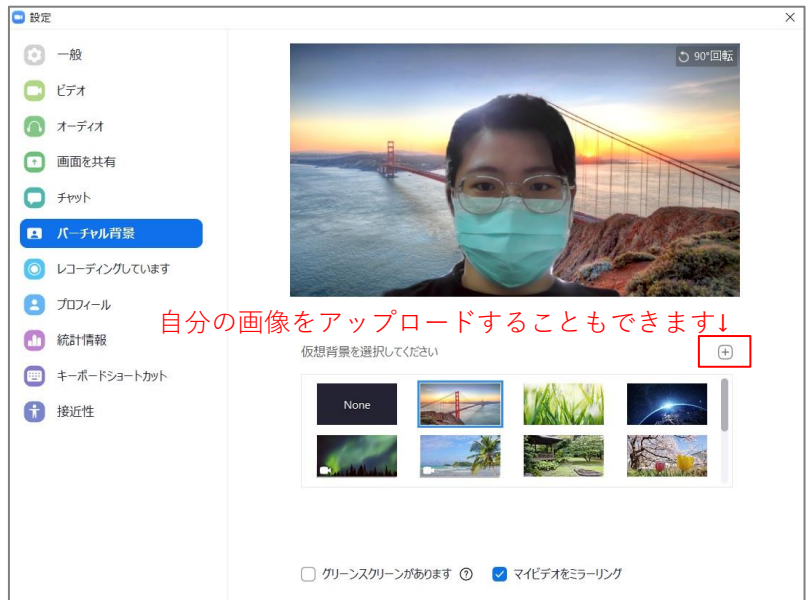 設定
一般
ビデオ
オーディオ
画面を共有
チャット
バーチャル背景
レコーディングしています
プロフィール
統計情報
キーボードショートカット
接近性
90°回転
自分の画像をアップロードすることもできます↓
仮想背景を選択してください
None
グリーンスクリーンがあります
マイビデオをミラーリング